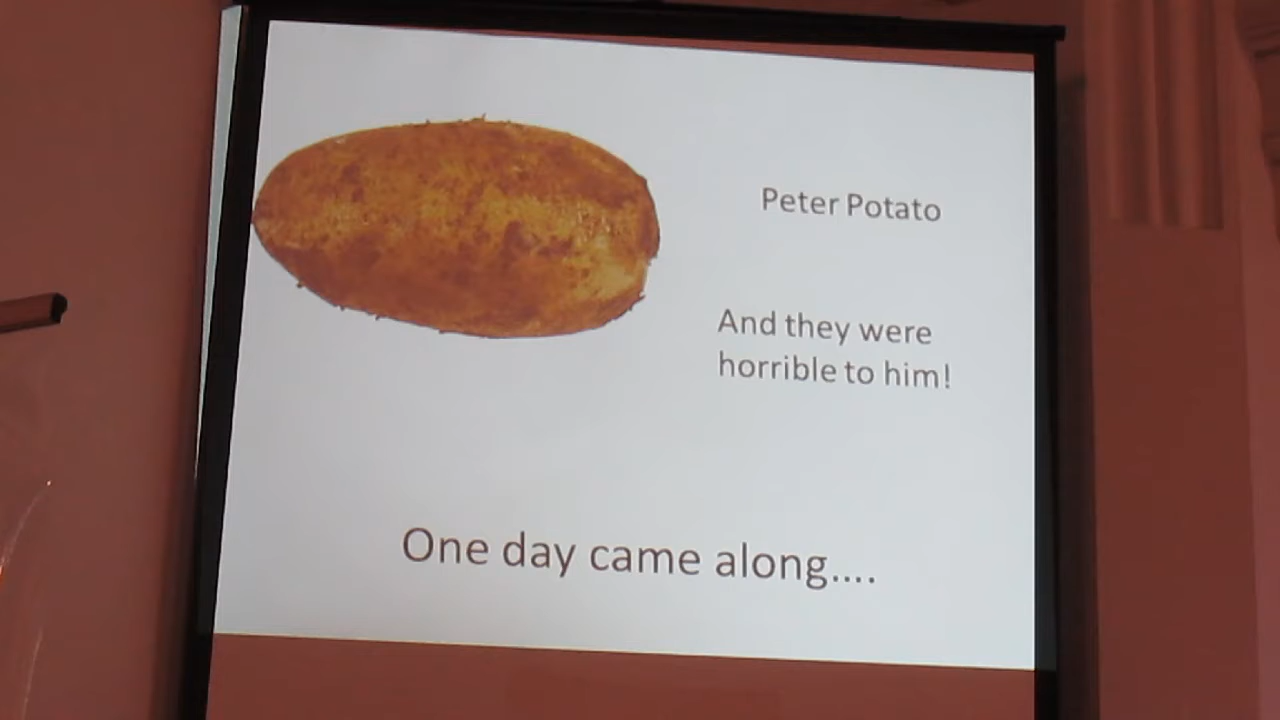 Peter Potato
And they were
horrible to him!
One day came along....